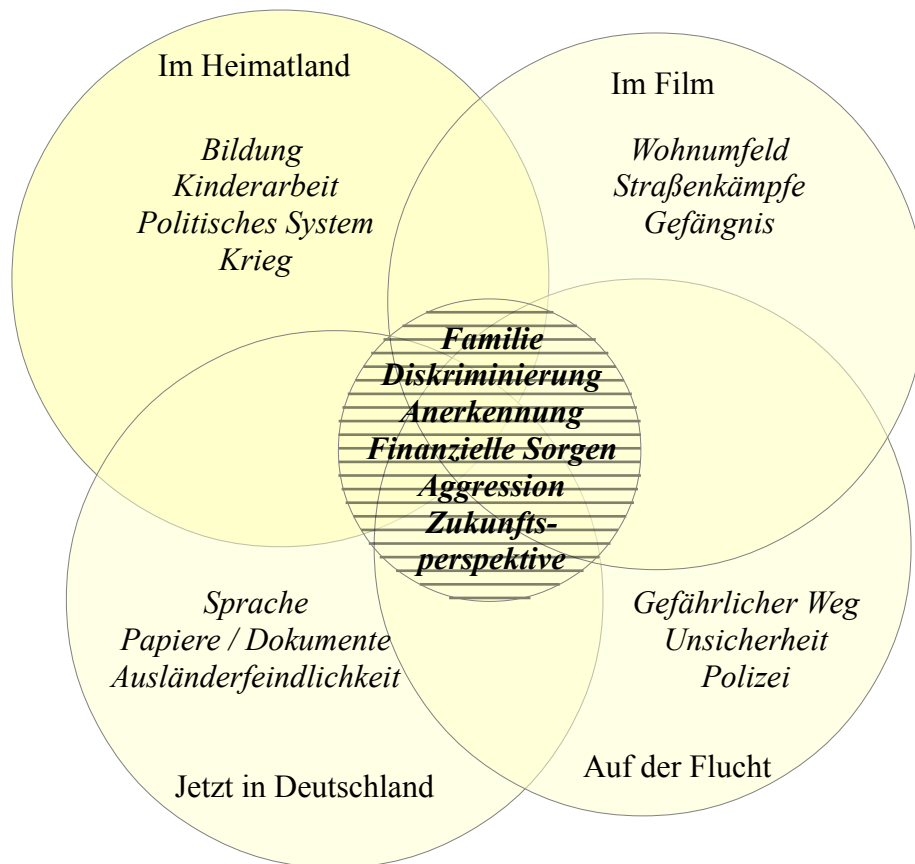 Im Heimatland
Bildung
Kinderarbeit
Politisches System
Krieg
Im Film
Wohnumfeld
Straßenkämpfe
Gefängnis
Familie
Diskriminierung
Anerkennung
Finanzielle Sorgen
Aggression
Zukunfts-
perspektive
Sprache
Papiere / Dokumente
Ausländerfeindlichkeit
Jetzt in Deutschland
Gefährlicher Weg
Unsicherheit
Polizei
Auf der Flucht